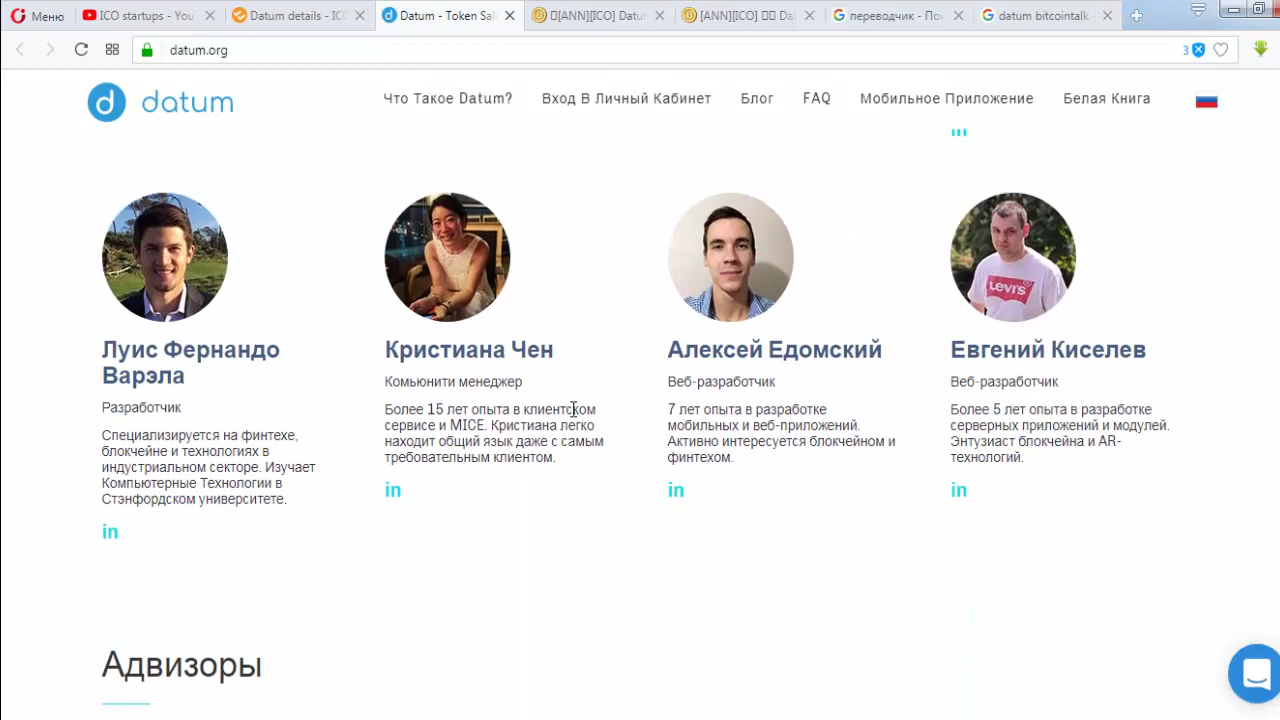 Меню
ICO startups - You
Datum details - ICO
Datum - Token Sal
[ANN][ICO] Datu
[ANN][ICO] Da
переводчик - По
datum bitcointalk -
datum.org
3
datum
Что Такое Datum?
Вход В Личный Кабинет
Блог
FAQ
Мобильное Приложение
Белая Книга
Луис Фернандо
Варэла
Разработчик
Специализируется на финтехе,
блокчейне и технологиях в
индустриальном секторе. Изучает
Компьютерные Технологии в
Стэнфордском университете.
in
Кристиана Чен
Комьюнити менеджер
Более 15 лет опыта в клиентском
сервисе и MICE. Кристиана легко
находит общий язык даже с самым
требовательным клиентом.
in
Алексей Едомский
Веб-разработчик
7 лет опыта в разработке
мобильных и веб-приложений.
Активно интересуется блокчейном и
финтехом.
in
LEVI'S
Евгений Киселев
Веб-разработчик
Более 5 лет опыта в разработке
серверных приложений и модулей.
Энтузиаст блокчейна и AR-
технологий.
in
Адвизоры